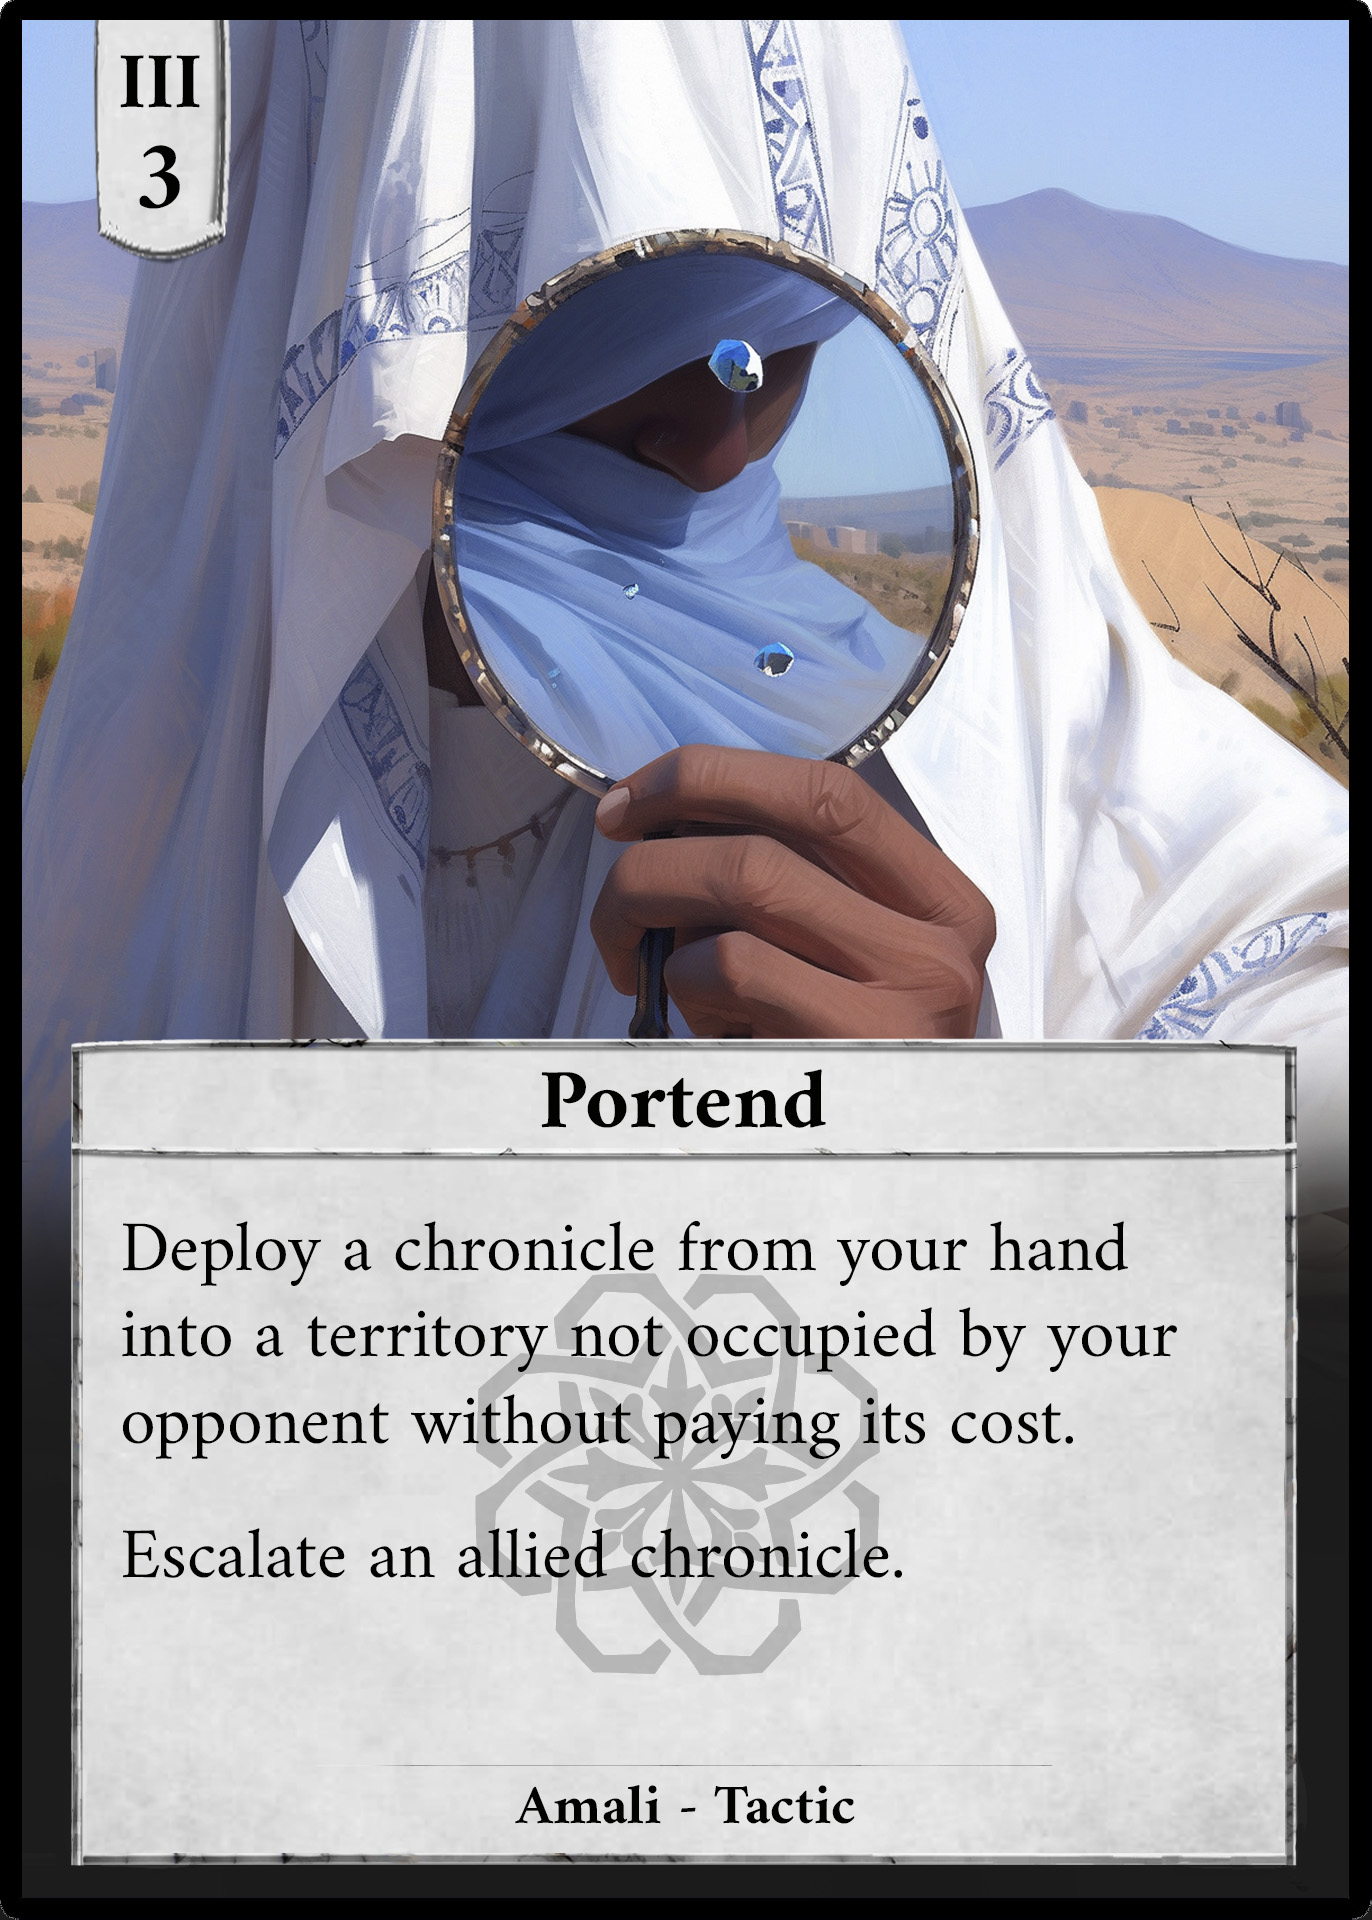 III
3
Portend
Deploy a chronicle from your hand
into a territory not occupied by your
opponent without paying its cost.
Escalate an allied chronicle.
Amali - Tactic